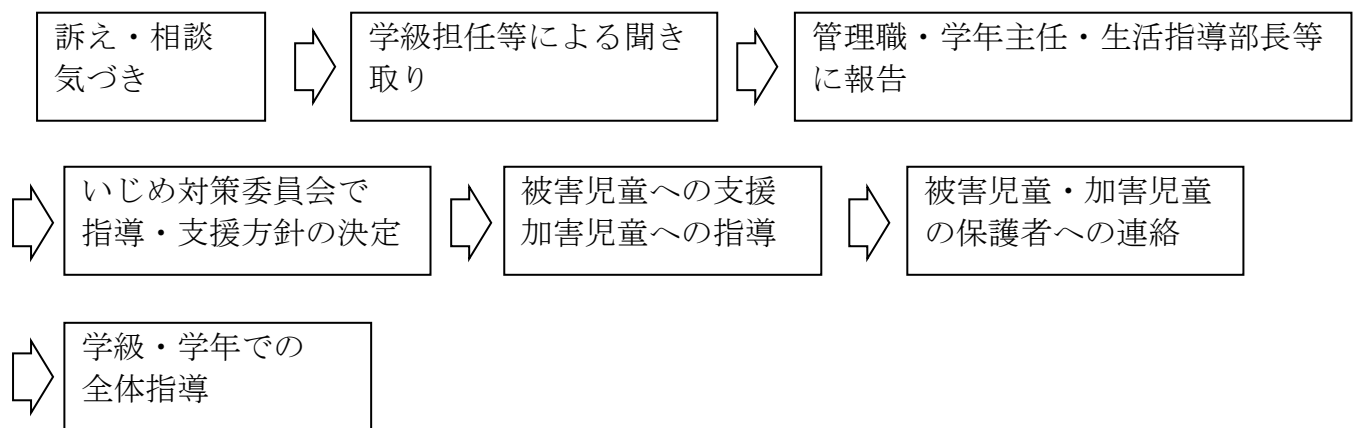 訴え・相談
気づき
学級担任等による聞き
取り
管理職・学年主任・生活指導部長等
に報告
いじめ対策委員会で
指導・支援方針の決定
被害児童への支援
加害児童への指導
被害児童・加害児童
の保護者への連絡
学級・学年での
全体指導